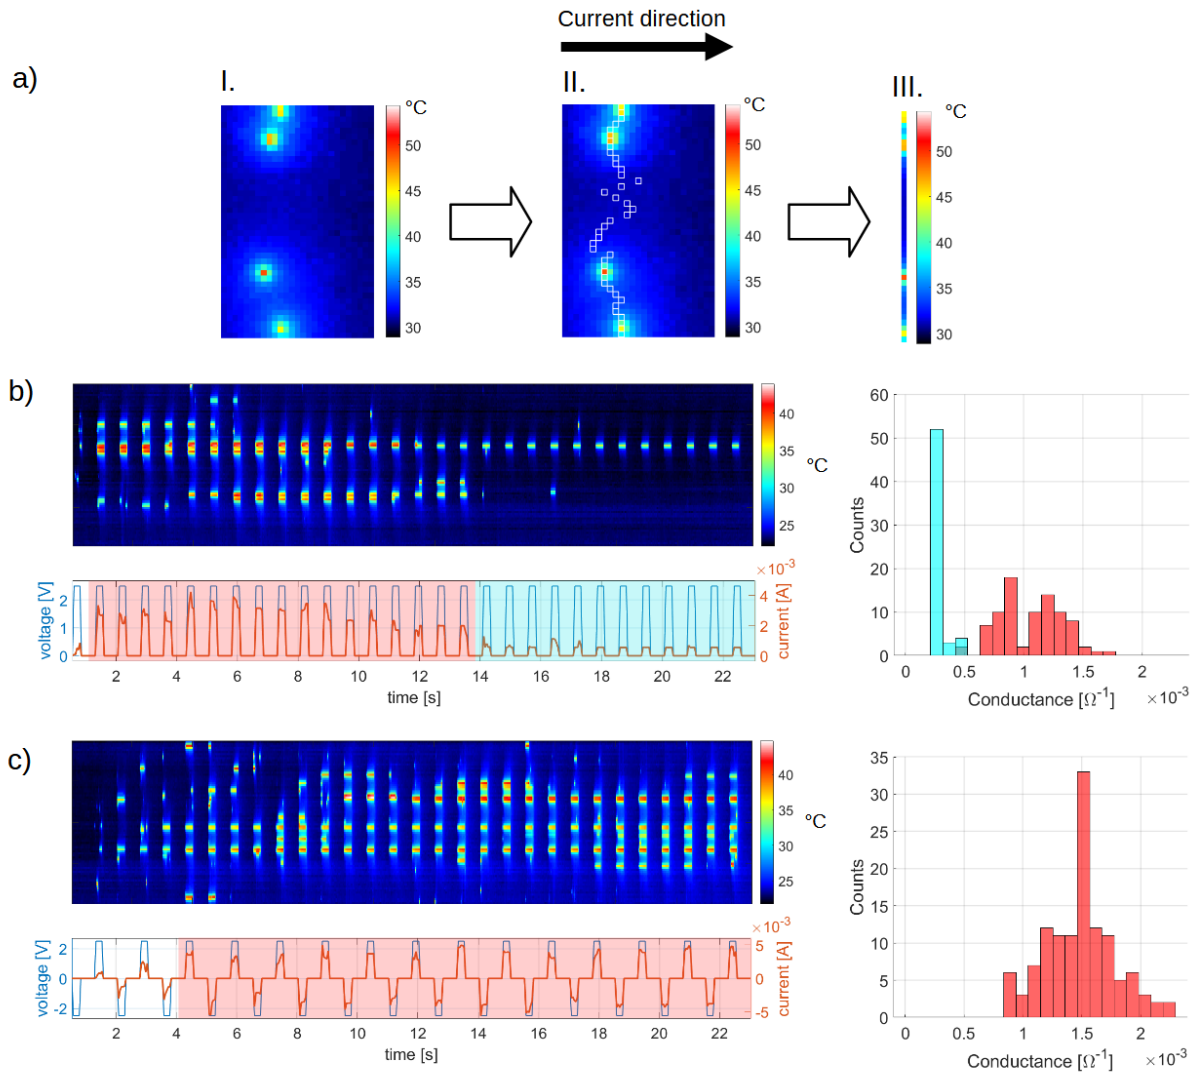 Current direction
a)
I.
II.
III.
°C
°C
°C
50
45
40
35
30
50
45
40
35
30
50
45
40
35
30
b)
40
35
30
25
°C
voltage [V]
2
1
0
×10⁻³
4
2
0
current [A]
2 4 6 8 10 12 14 16 18 20 22
time [s]
60
50
40
30
20
10
0
Counts
0 1 2
Conductance [Ω⁻¹] ×10⁻³
c)
40
35
30
25
°C
voltage [V]
2
0
-2
×10⁻³
5
0
-5
current [A]
2 4 6 8 10 12 14 16 18 20 22
time [s]
35
30
25
20
15
10
5
0
Counts
0 0.5 1 1.5 2
Conductance [Ω⁻¹] ×10⁻³